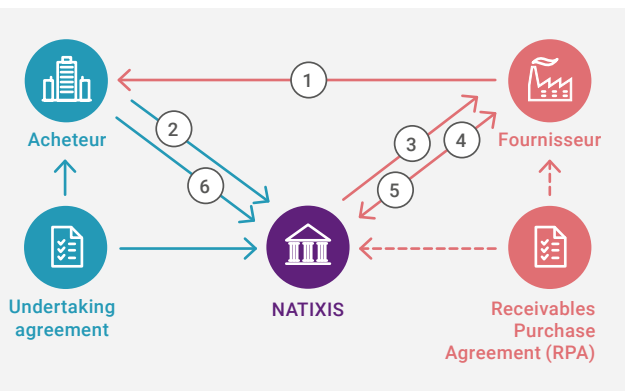 1
Acheteur
2
3
4
Fournisseur
6
5
Undertaking
agreement
NATIXIS
Receivables
Purchase
Agreement (RPA)